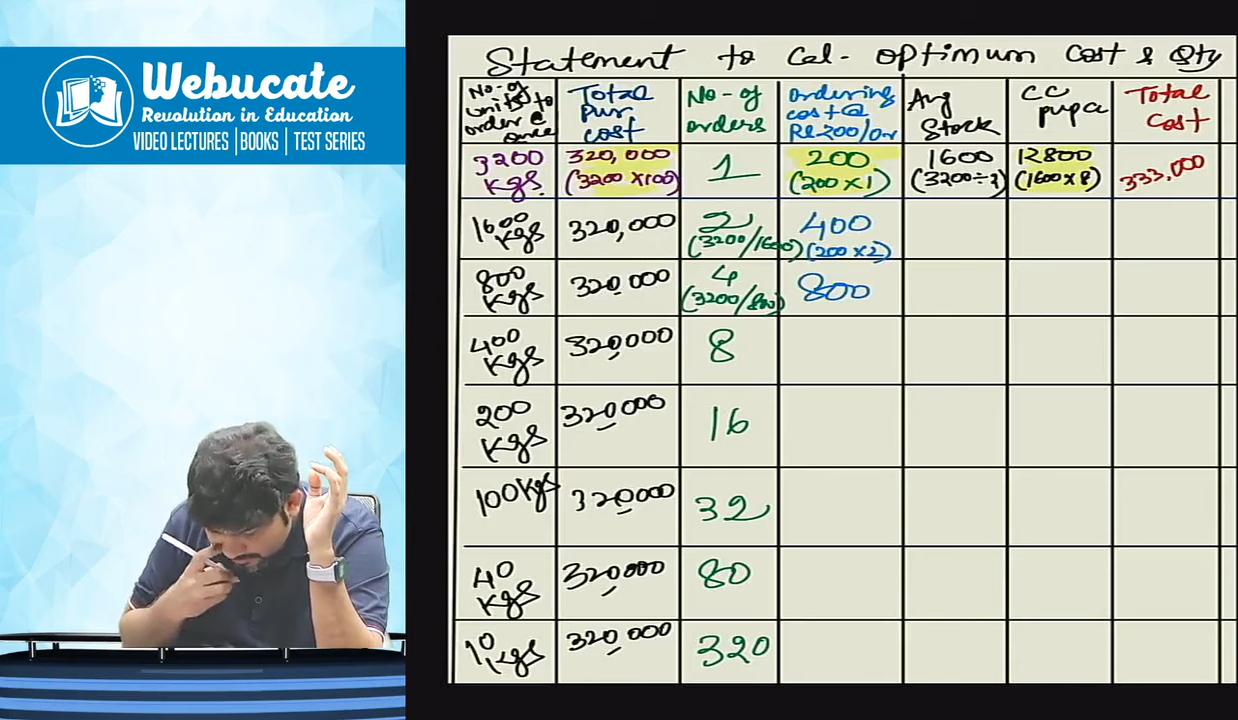 Webucate
Revolution in Education
VIDEO LECTURES | BOOKS | TEST SERIES
Statement to Cal- optimum Cost & Qty
No-of units to order @ once
Total Pur cost
No-of orders
ordering cost @ Rs 200/or
Avg Stock
CC pupa
Total Cost
3200 Kgs
320,000
(3200 x100)
1
200
(200 x1)
1600
(3200÷2)
12800
(1600 x 8)
333,000
1600 Kgs
320,000
2
(3200/1600)
400
(200 x2)
800 Kgs
320,000
4
(3200/800)
800
400 Kgs
320,000
8
200 Kgs
320,000
16
100 Kgs
320,000
32
40 Kgs
320,000
80
10 Kgs
320,000
320